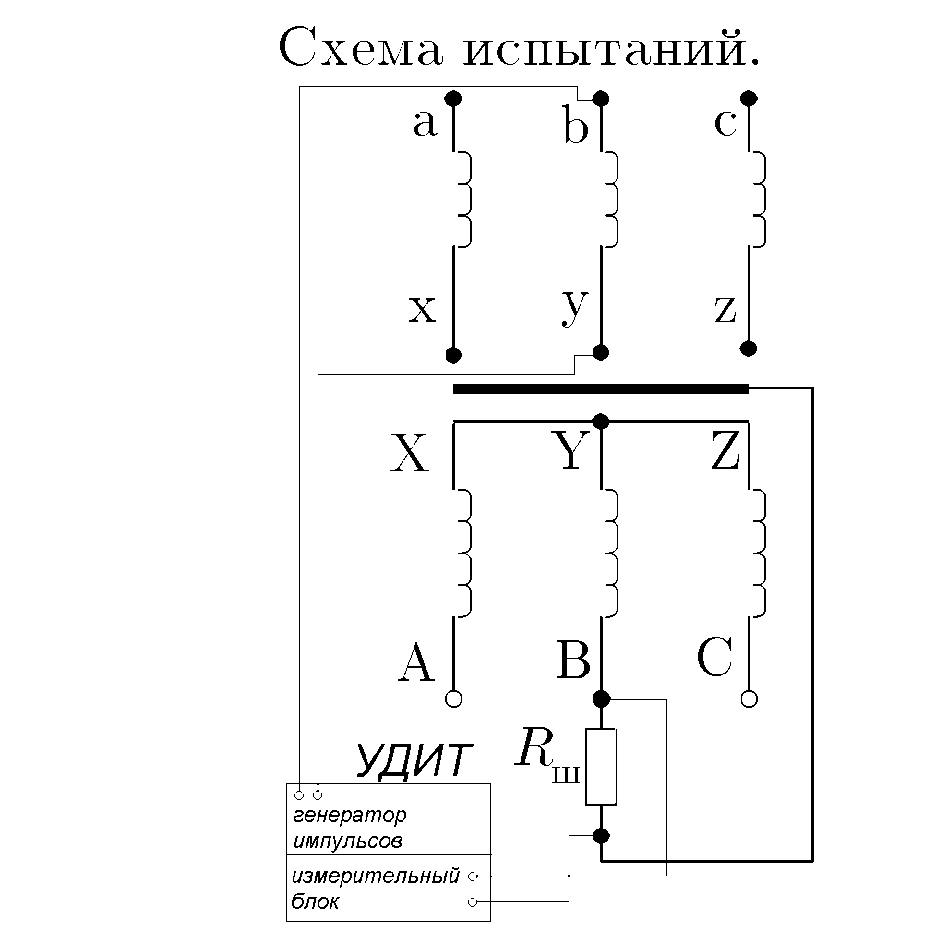 Схема испытаний.
a b c
x y z
X Y Z
A B C
Rш
УДИТ
генератор
импульсов
измерительный
блок